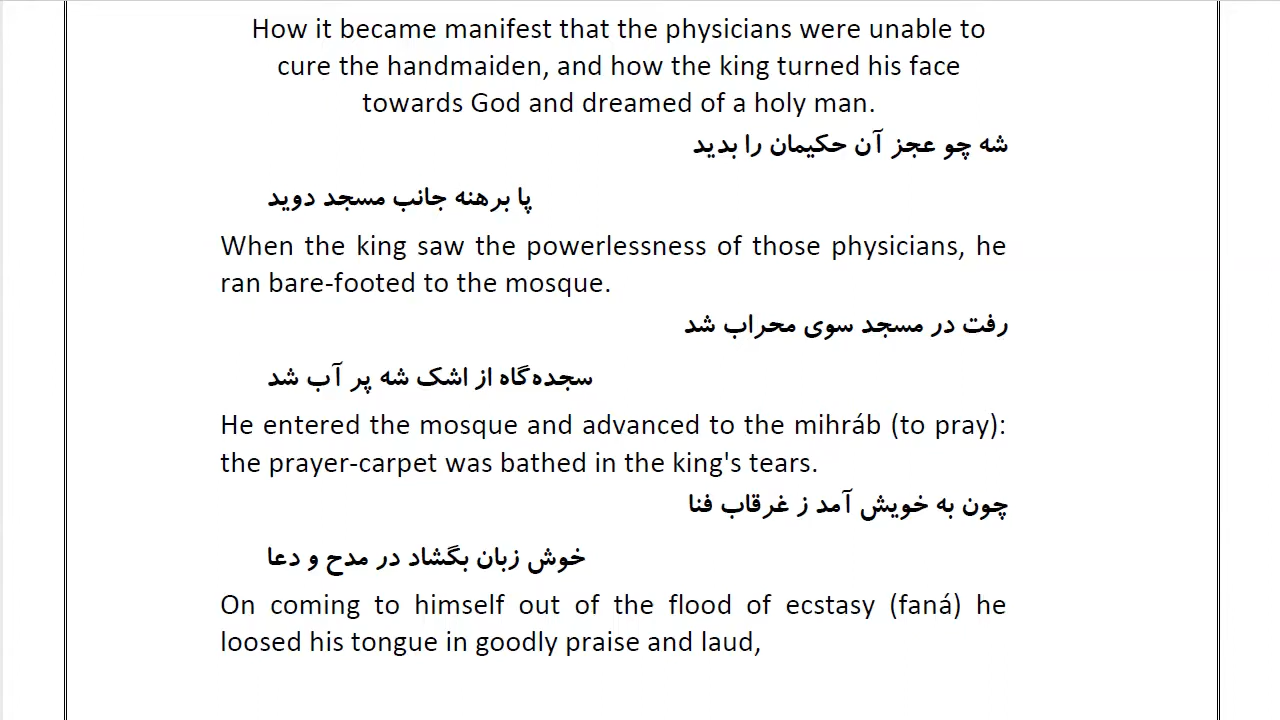 How it became manifest that the physicians were unable to
cure the handmaiden, and how the king turned his face
towards God and dreamed of a holy man.
شه چو عجز آن حکیمان را بدید
پا برهنه جانب مسجد دوید
When the king saw the powerlessness of those physicians, he
ran bare-footed to the mosque.
رفت در مسجد سوی محراب شد
سجده‌گاه از اشک شه پر آب شد
He entered the mosque and advanced to the mihráb (to pray):
the prayer-carpet was bathed in the king's tears.
چون به خویش آمد ز غرقاب فنا
خوش زبان بگشاد در مدح و دعا
On coming to himself out of the flood of ecstasy (faná) he
loosed his tongue in goodly praise and laud,